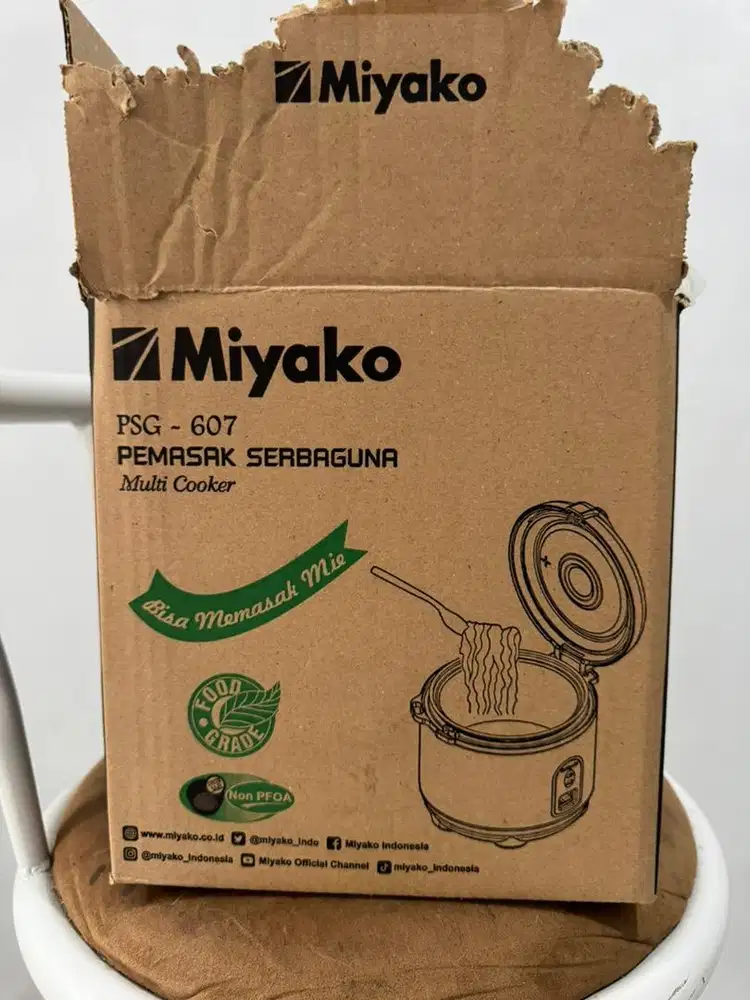 Miyako
Miyako
PSG - 607
PEMASAK SERBAGUNA
Multi Cooker
Bisa Memasak Mie
FOOD GRADE
Non PFOA
www.miyako.co.id @miyako_indo Miyako Indonesia
@miyako_indonesia Miyako Official Channel miyako_indonesia